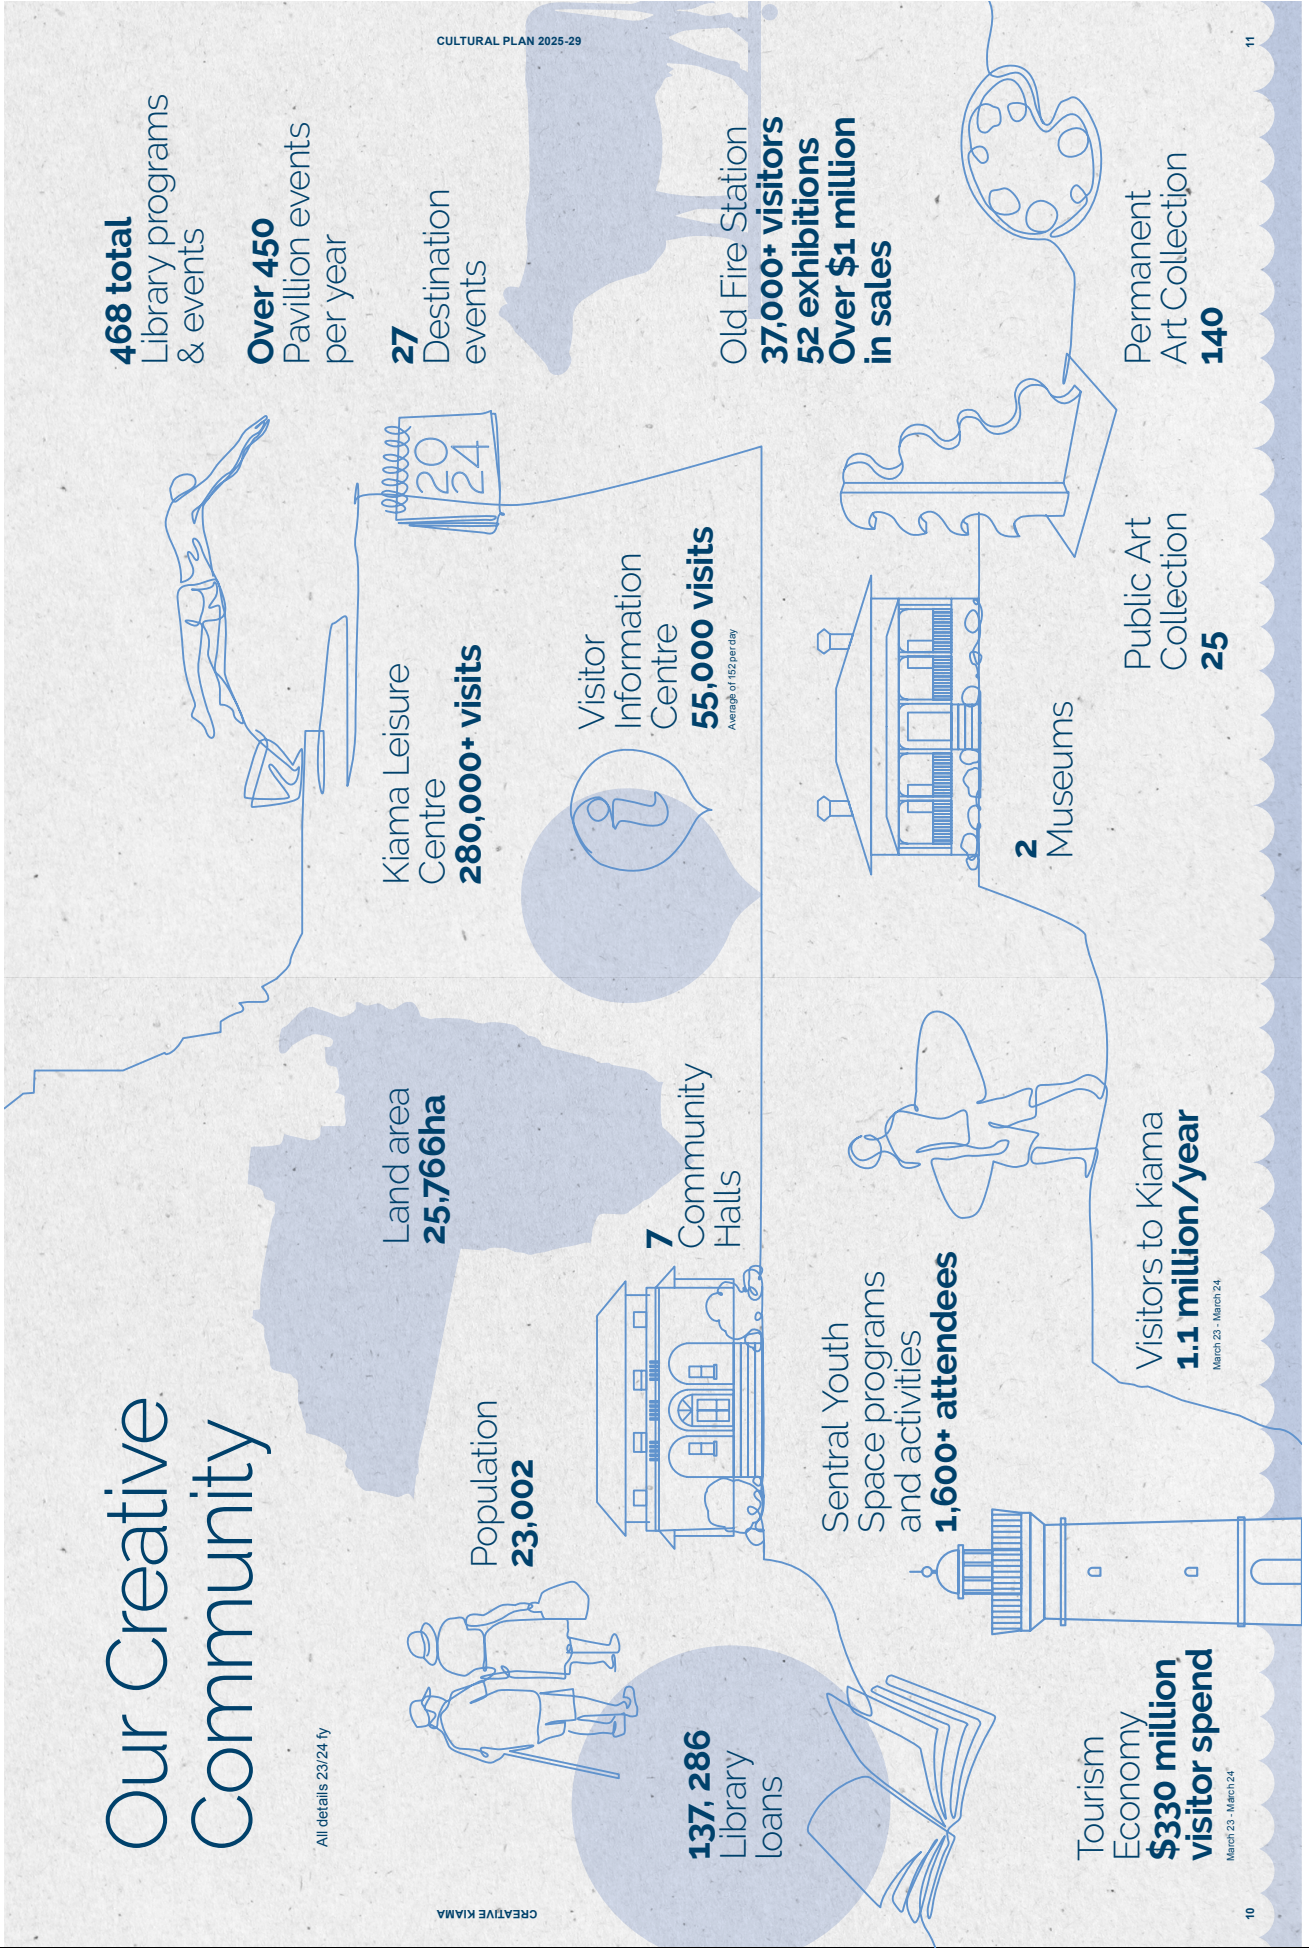 CREATIVE KIAMA
CULTURAL PLAN 2025-29
Our Creative
Community
All details 23/24 fy
Population
23,002
Land area
25,766ha
137, 286
Library
loans
7
Community
Halls
Tourism
Economy
$330 million
visitor spend
March 23 - March 24
Sentral Youth
Space programs
and activities
1,600+ attendees
Visitors to Kiama
1.1 million/year
March 23 - March 24
10
Kiama Leisure
Centre
280,000+ visits
468 total
Library programs
& events
Over 450
Pavillion events
per year
20
24
27
Destination
events
Visitor
Information
Centre
55,000 visits
Average of 152 per day
Old Fire Station
37,000+ visitors
52 exhibitions
Over $1 million
in sales
2
Museums
Public Art
Collection
25
Permanent
Art Collection
140
11